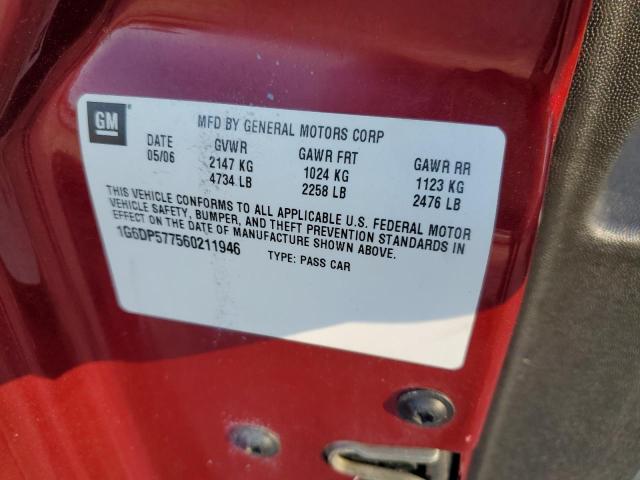 GM
MFD BY GENERAL MOTORS CORP
DATE GVWR GAWR FRT GAWR RR
05/06 2147 KG 1024 KG 1123 KG
4734 LB 2258 LB 2476 LB
THIS VEHICLE CONFORMS TO ALL APPLICABLE U.S. FEDERAL MOTOR
VEHICLE SAFETY, BUMPER, AND THEFT PREVENTION STANDARDS IN
EFFECT ON THE DATE OF MANUFACTURE SHOWN ABOVE.
1G6DP577560211946 TYPE: PASS CAR